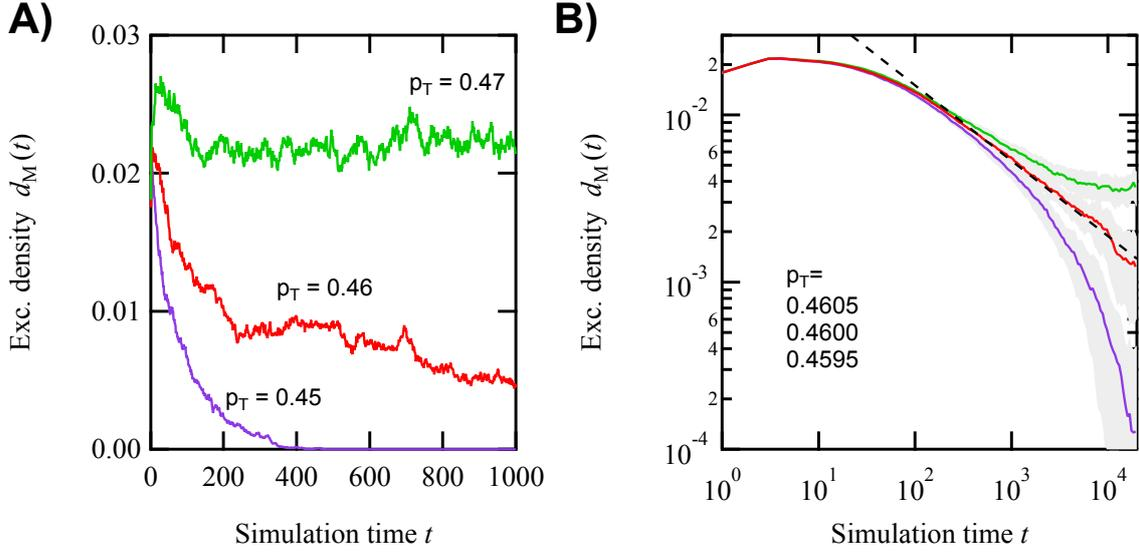 A)
0.03
0.02
0.01
0.00
Exc. density d_M(t)
p_T = 0.47
p_T = 0.46
p_T = 0.45
0 200 400 600 800 1000
Simulation time t
B)
2
10^-2
6
4
2
10^-3
6
4
2
10^-4
Exc. density d_M(t)
p_T=
0.4605
0.4600
0.4595
10^0 10^1 10^2 10^3 10^4
Simulation time t